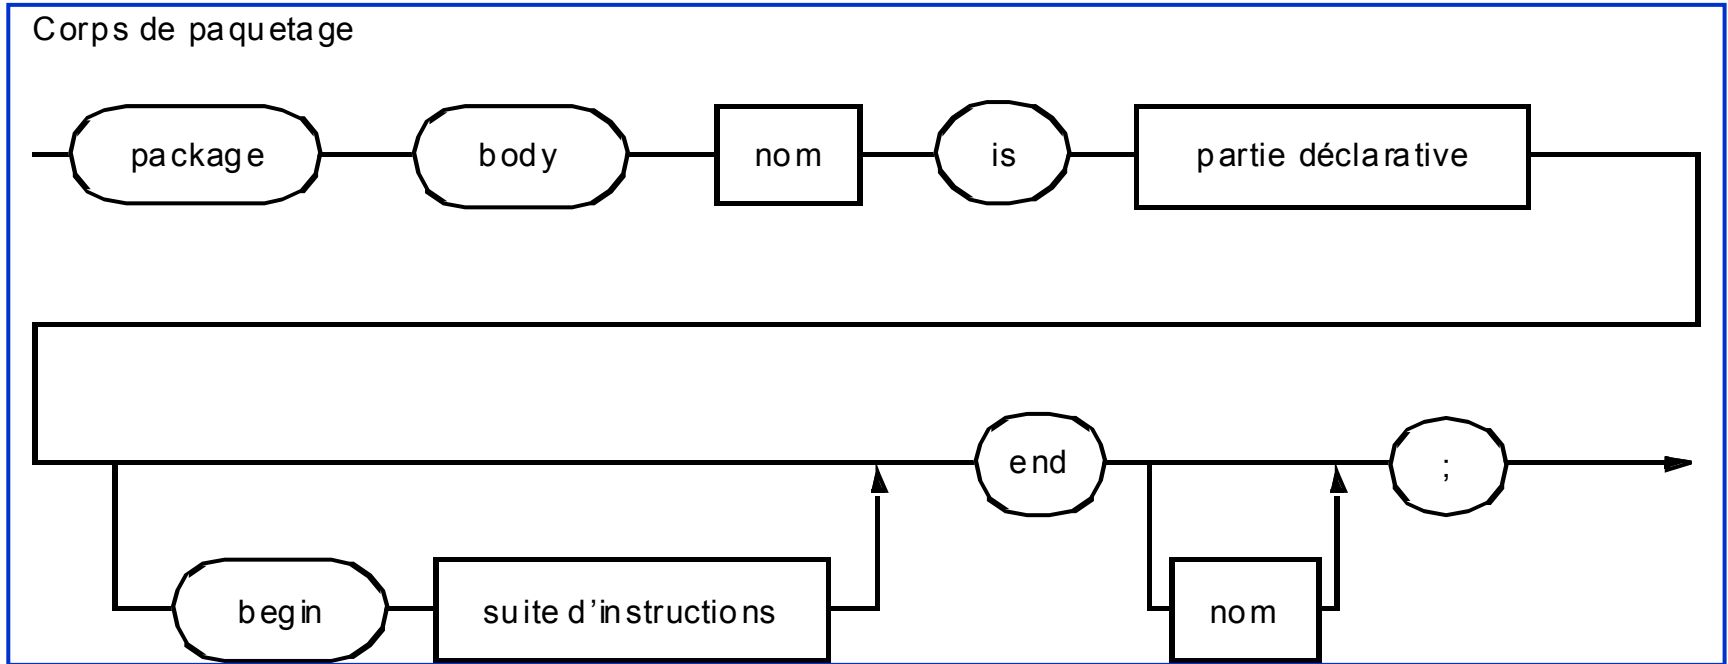 Corps de paquetage
package body nom is partie déclarative
end ;
begin suite d’instructions nom